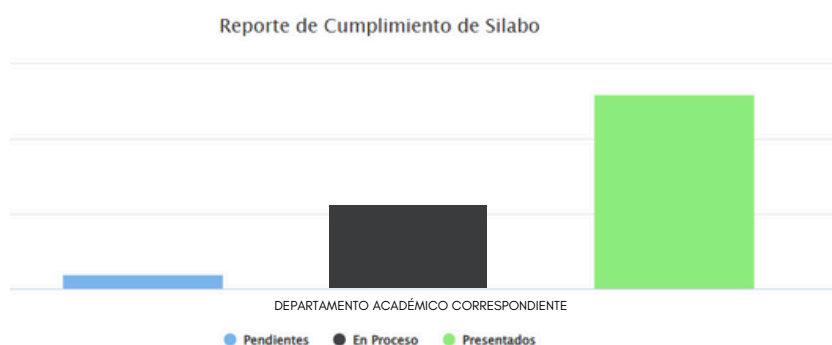 Reporte de Cumplimiento de Silabo
DEPARTAMENTO ACADÉMICO CORRESPONDIENTE
Pendientes En Proceso Presentados